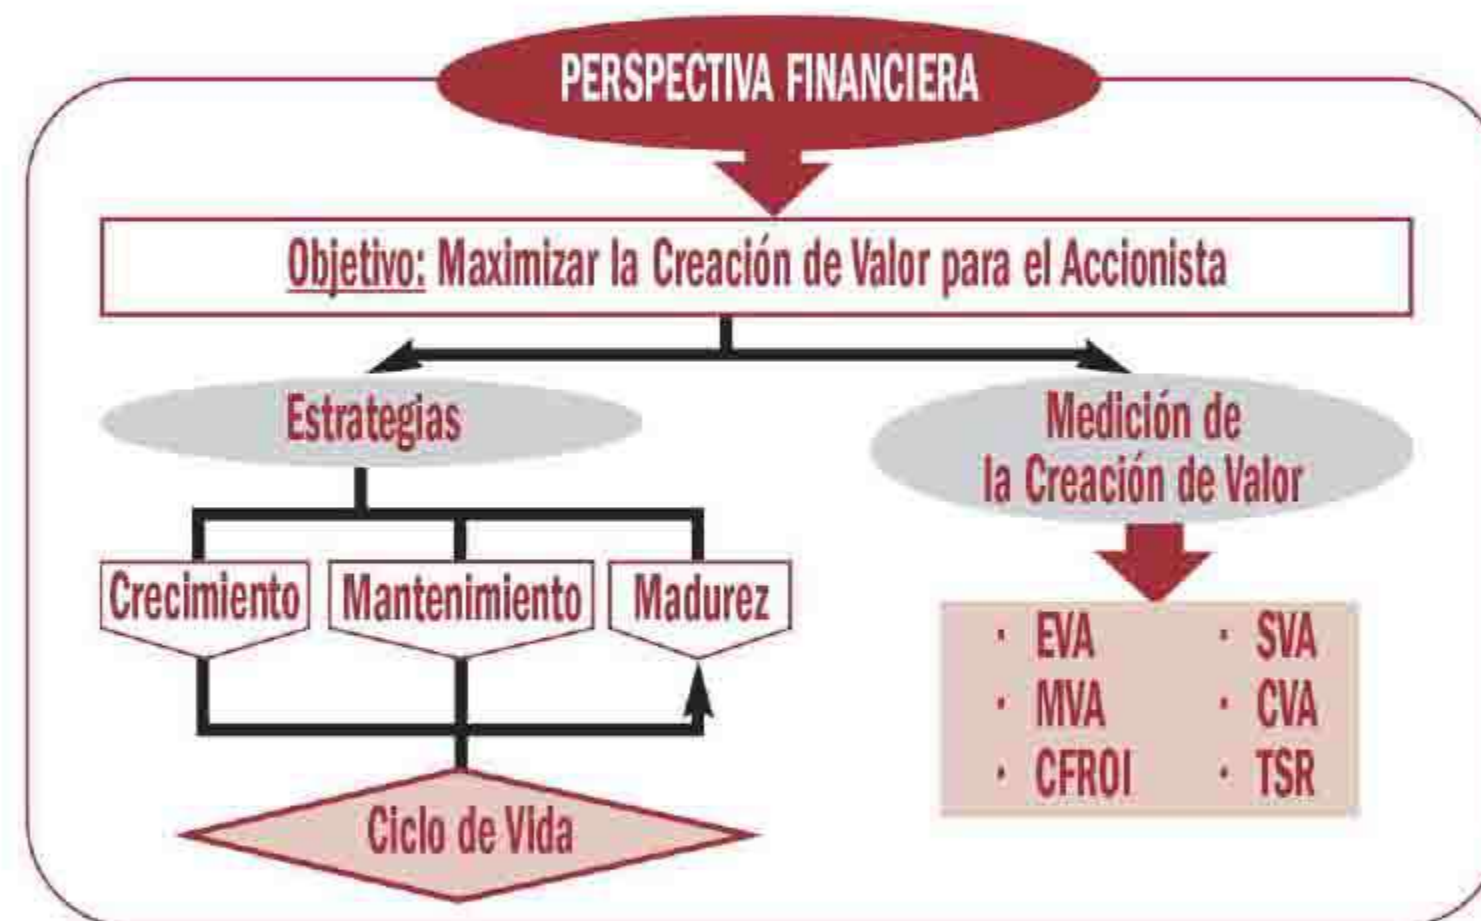 PERSPECTIVA FINANCIERA
Objetivo: Maximizar la Creación de Valor para el Accionista
Estrategias
Medición de
la Creación de Valor
Crecimiento
Mantenimiento
Madurez
· EVA
· SVA
· MVA
· CVA
· CFROI
· TSR
Ciclo de Vida